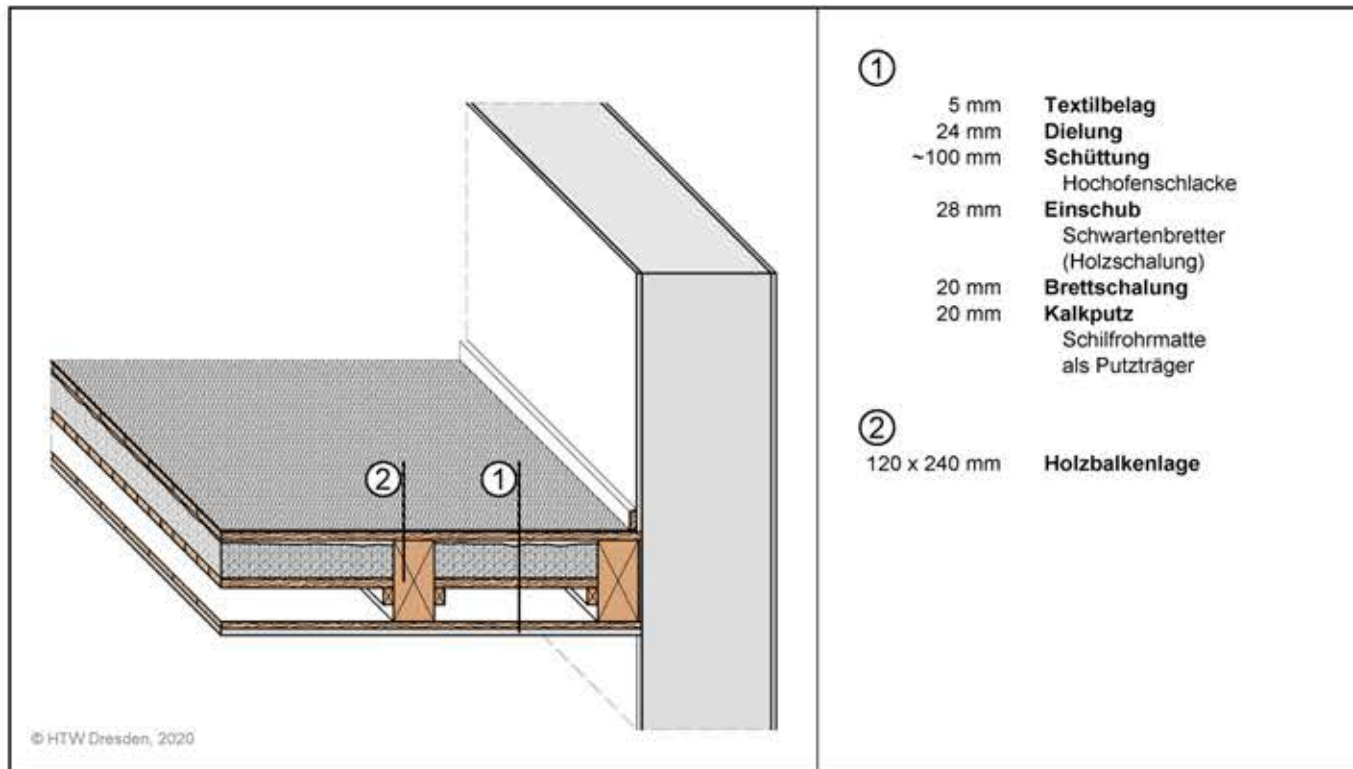 ①
5 mm Textilbelag
24 mm Dielung
~100 mm Schüttung
Hochofenschlacke
28 mm Einschub
Schwartenbretter
(Holzschalung)
20 mm Brettschalung
20 mm Kalkputz
Schilfrohrmatte
als Putzträger
②
120 x 240 mm Holzbalkenlage
② ①
© HTW Dresden, 2020